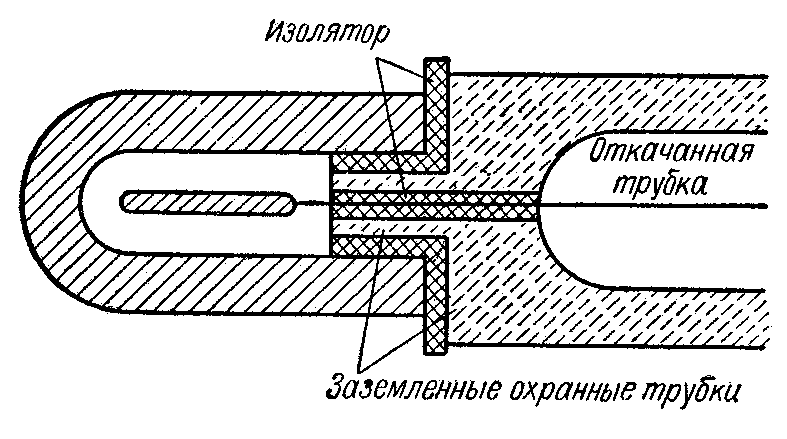 Изолятор
Откачанная
трубка
Заземленные охранные трубки